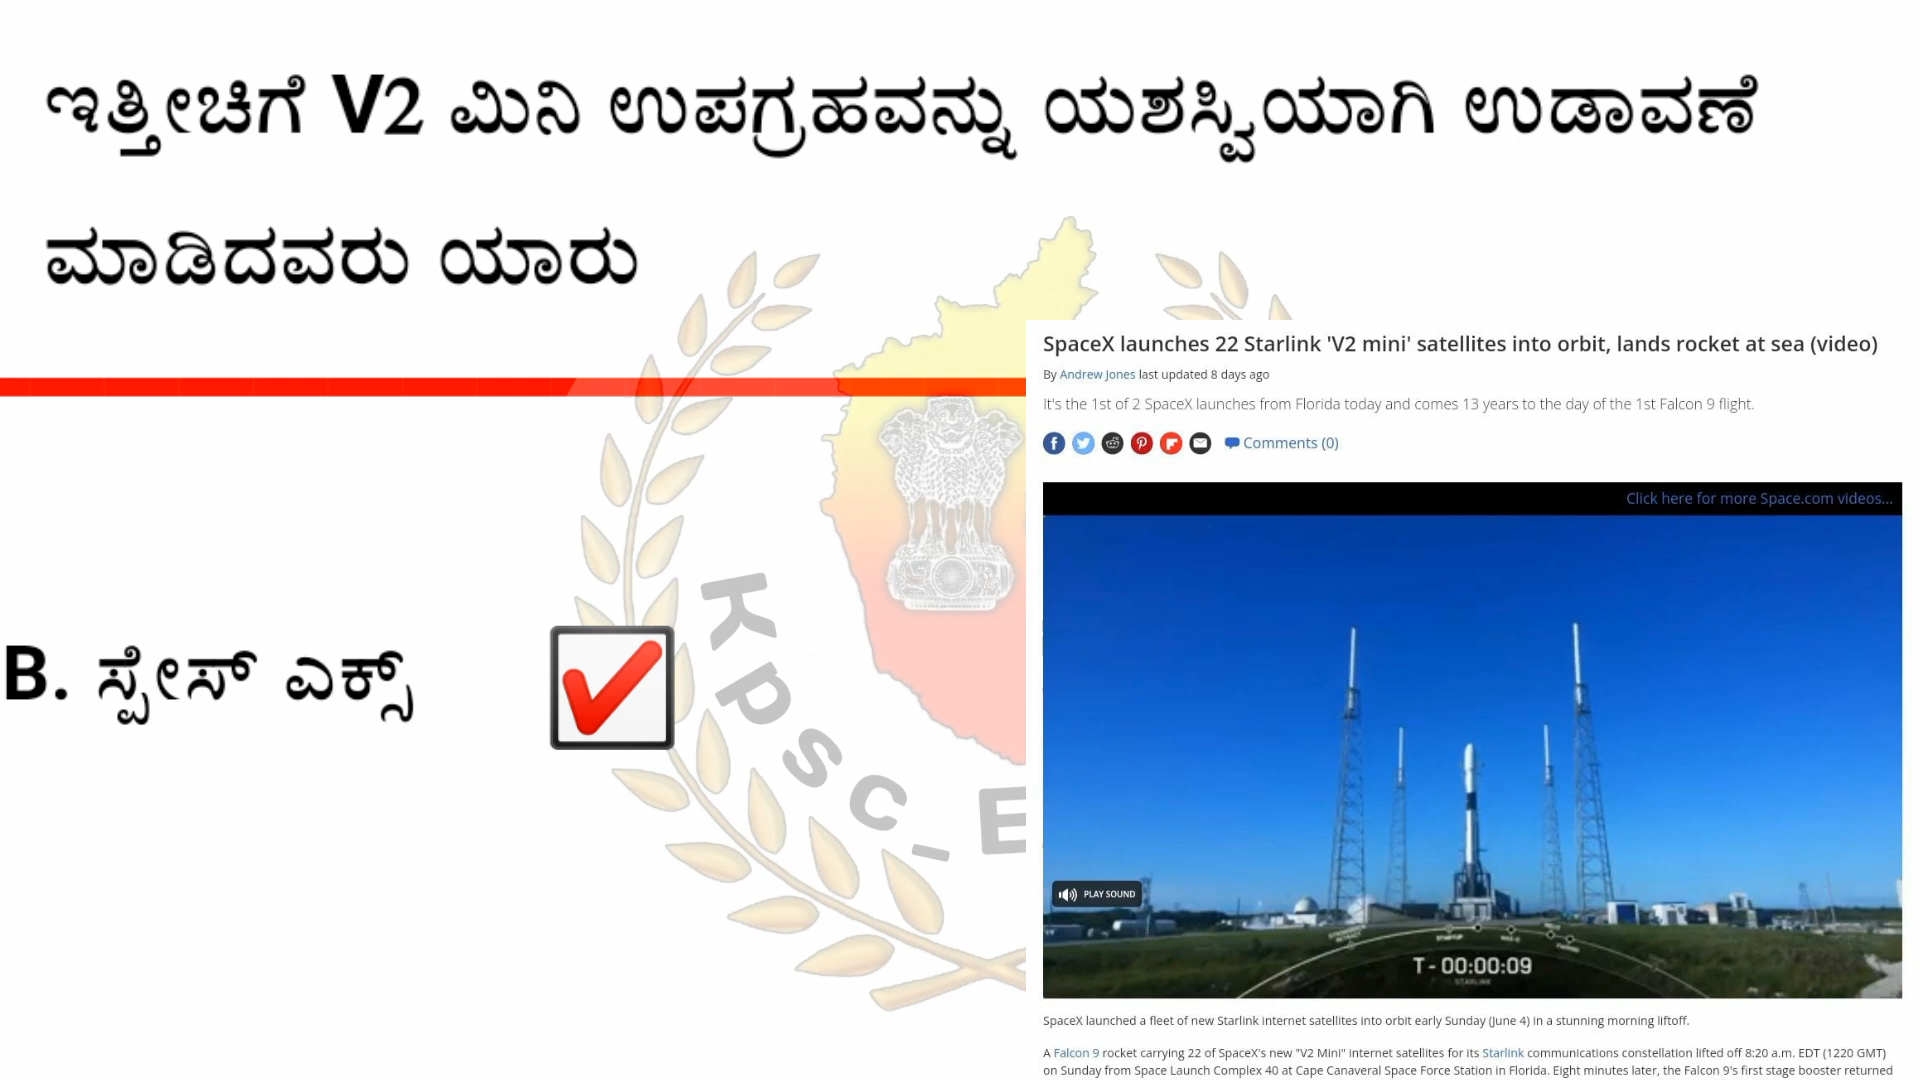 ಇತ್ತೀಚಿಗೆ V2 ಮಿನಿ ಉಪಗ್ರಹವನ್ನು ಯಶಸ್ವಿಯಾಗಿ ಉಡಾವಣೆ
ಮಾಡಿದವರು ಯಾರು
B. ಸ್ಪೇಸ್ ಎಕ್ಸ್
Kpsc_E
SpaceX launches 22 Starlink 'V2 mini' satellites into orbit, lands rocket at sea (video)
By Andrew Jones last updated 8 days ago
It's the 1st of 2 SpaceX launches from Florida today and comes 13 years to the day of the 1st Falcon 9 flight.
Comments (0)
Click here for more Space.com videos...
PLAY SOUND
STARTUP
MAX-Q
T - 00:00:09
STARLINK
SpaceX launched a fleet of new Starlink internet satellites into orbit early Sunday (June 4) in a stunning morning liftoff.
A Falcon 9 rocket carrying 22 of SpaceX's new "V2 Mini" internet satellites for its Starlink communications constellation lifted off 8:20 a.m. EDT (1220 GMT)
on Sunday from Space Launch Complex 40 at Cape Canaveral Space Force Station in Florida. Eight minutes later, the Falcon 9's first stage booster returned